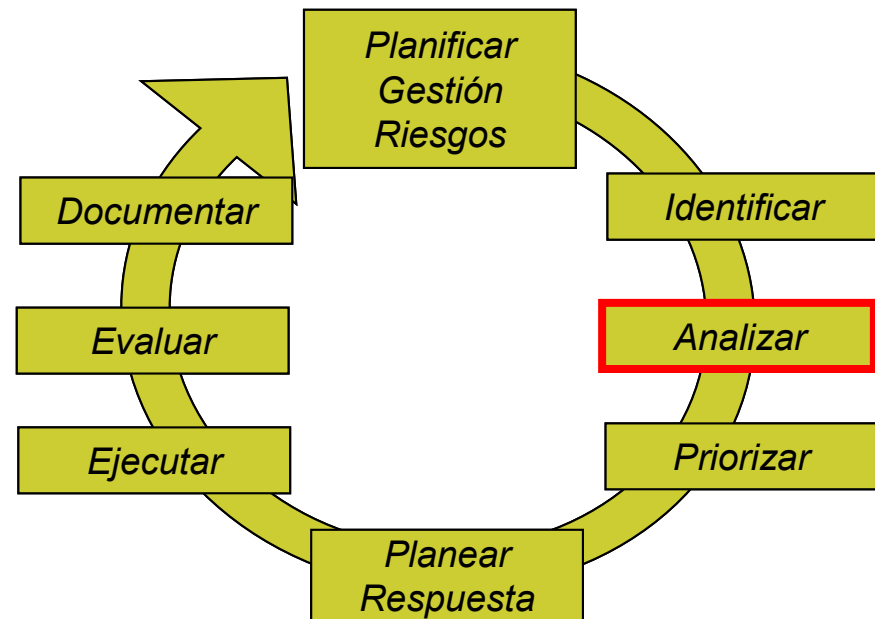 Planificar
Gestión
Riesgos
Identificar
Analizar
Priorizar
Planear
Respuesta
Ejecutar
Evaluar
Documentar